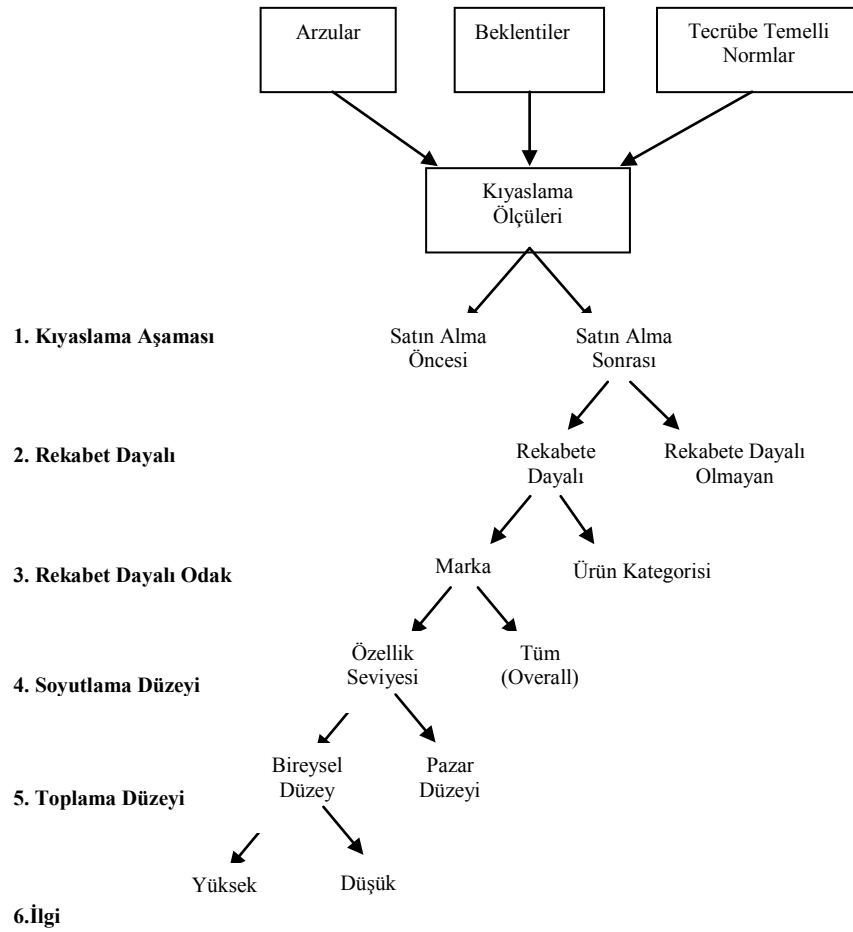 Arzular
Beklentiler
Tecrübe Temelli
Normlar
Kıyaslama
Ölçüleri
1. Kıyaslama Aşaması
Satın Alma
Öncesi
Satın Alma
Sonrası
2. Rekabet Dayalı
Rekabete
Dayalı
Rekabete Dayalı
Olmayan
3. Rekabet Dayalı Odak
Marka
Ürün Kategorisi
4. Soyutlama Düzeyi
Özellik
Seviyesi
Tüm
(Overall)
5. Toplama Düzeyi
Bireysel
Düzey
Pazar
Düzeyi
Yüksek
Düşük
6.İlgi